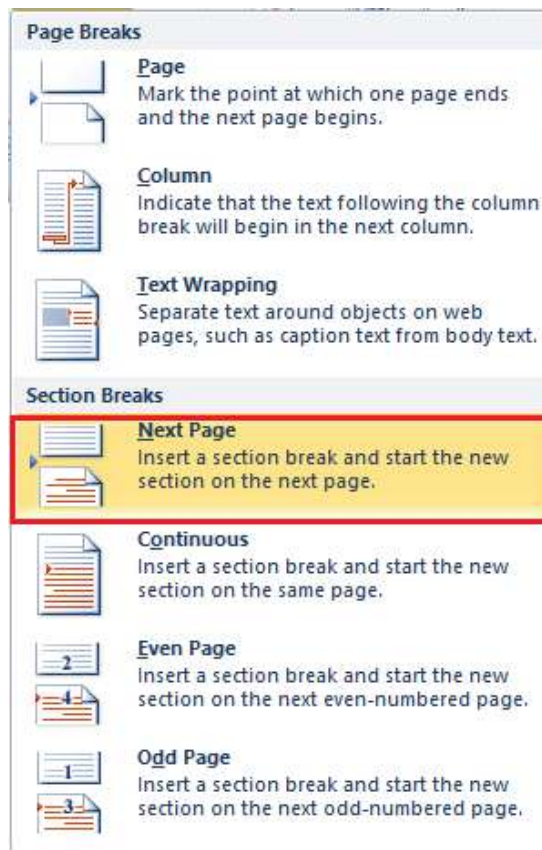 Page Breaks
Page
Mark the point at which one page ends
and the next page begins.
Column
Indicate that the text following the column
break will begin in the next column.
Text Wrapping
Separate text around objects on web
pages, such as caption text from body text.
Section Breaks
Next Page
Insert a section break and start the new
section on the next page.
Continuous
Insert a section break and start the new
section on the same page.
Even Page
2
Insert a section break and start the new
4
section on the next even-numbered page.
Odd Page
1
Insert a section break and start the new
3
section on the next odd-numbered page.